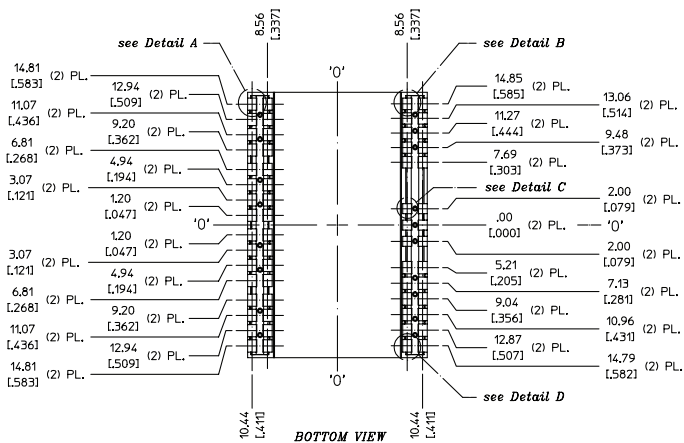 8.56
[.337]
8.56
[.337]
see Detail A
see Detail B
'0'
14.81
[.583] (2) PL.
12.94
[.509] (2) PL.
11.07
[.436] (2) PL.
9.20
[.362] (2) PL.
6.81
[.268] (2) PL.
4.94
[.194] (2) PL.
3.07
[.121] (2) PL.
1.20
[.047] (2) PL.
'0'
1.20
[.047] (2) PL.
3.07
[.121] (2) PL.
4.94
[.194] (2) PL.
6.81
[.268] (2) PL.
9.20
[.362] (2) PL.
11.07
[.436] (2) PL.
12.94
[.509] (2) PL.
14.81
[.583] (2) PL.
14.85
[.585] (2) PL.
13.06
[.514] (2) PL.
11.27
[.444] (2) PL.
9.48
[.373] (2) PL.
7.69
[.303] (2) PL.
see Detail C
2.00
[.079] (2) PL.
.00
[.000] (2) PL.
'0'
2.00
[.079] (2) PL.
5.21
[.205] (2) PL.
7.13
[.281] (2) PL.
9.04
[.356] (2) PL.
10.96
[.431] (2) PL.
12.87
[.507] (2) PL.
14.79
[.582] (2) PL.
'0'
see Detail D
10.44
[.411]
10.44
[.411]
BOTTOM VIEW